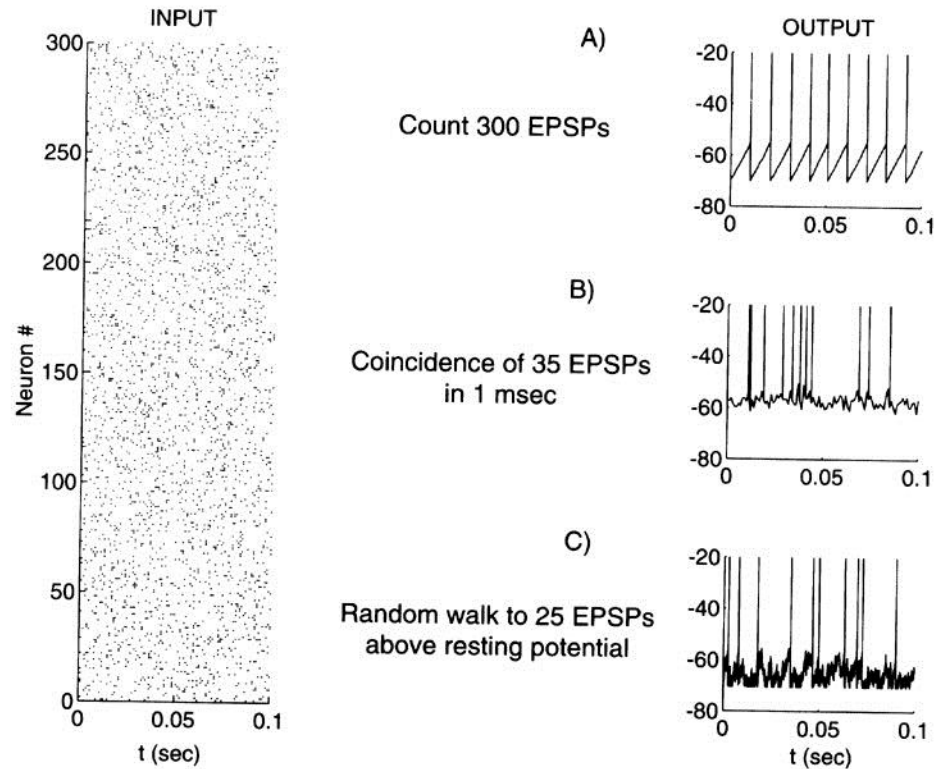 INPUT
300
250
200
150
100
50
0
Neuron #
0
0.05
0.1
t (sec)
A)
Count 300 EPSPs
B)
Coincidence of 35 EPSPs
in 1 msec
C)
Random walk to 25 EPSPs
above resting potential
OUTPUT
-20
-40
-60
-80
0
0.05
0.1
-20
-40
-60
-80
0
0.05
0.1
-20
-40
-60
-80
0
0.05
0.1
t (sec)